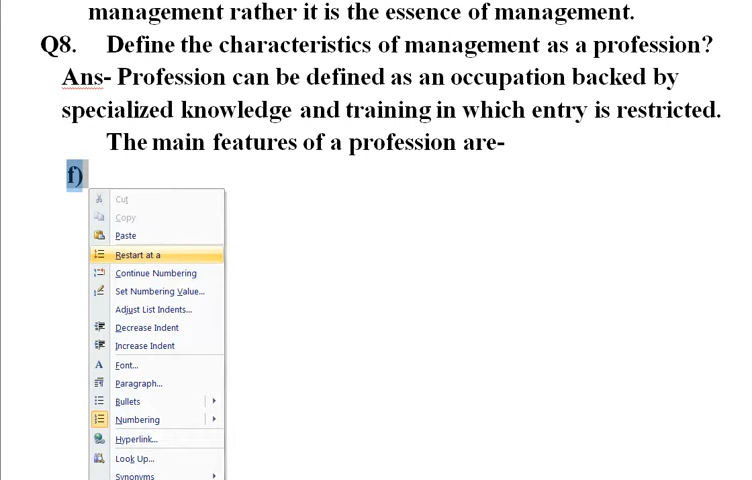 management rather it is the essence of management.
Q8. Define the characteristics of management as a profession?
Ans- Profession can be defined as an occupation backed by
specialized knowledge and training in which entry is restricted.
The main features of a profession are-
f)
Cut
Copy
Paste
Restart at a
Continue Numbering
Set Numbering Value...
Adjust List Indents...
Decrease Indent
Increase Indent
Font...
Paragraph...
Bullets
Numbering
Hyperlink...
Look Up...
Synonyms